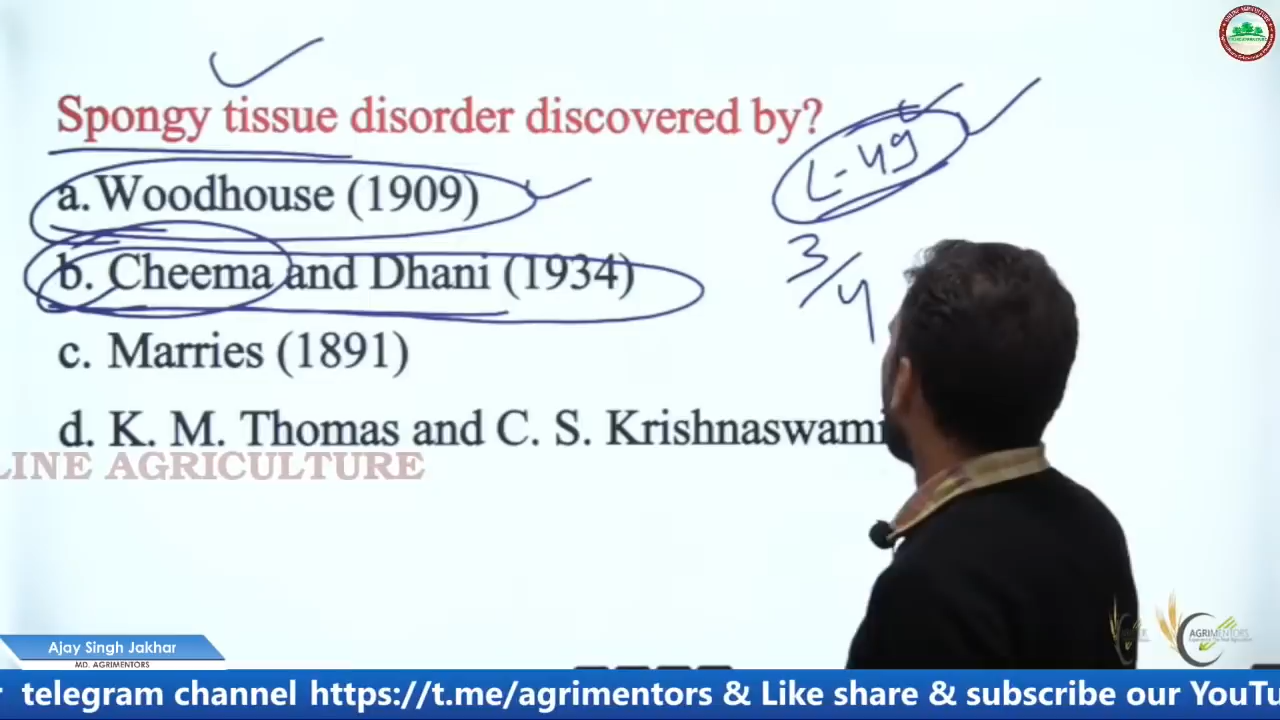 Spongy tissue disorder discovered by?
L-49
a. Woodhouse (1909)
b. Cheema and Dhani (1934)
3/4
c. Marries (1891)
d. K. M. Thomas and C. S. Krishnaswami
LINE AGRICULTURE
Ajay Singh Jakhar
MD. AGRIMENTORS
AGRIMENTORS
telegram channel https://t.me/agrimentors & Like share & subscribe our YouTu